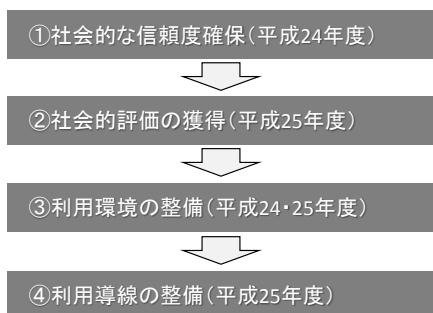 ①社会的な信頼度確保(平成24年度)
②社会的評価の獲得(平成25年度)
③利用環境の整備(平成24・25年度)
④利用導線の整備(平成25年度)